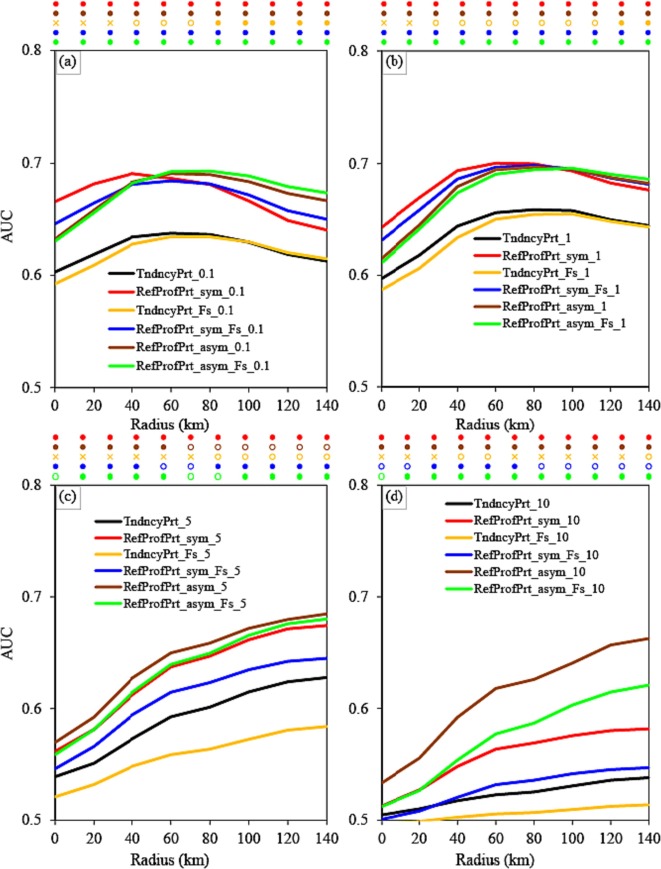 (a)
(b)
0.8
0.7
0.6
0.5
AUC
TndncyPrt_0.1
RefProfPrt_sym_0.1
TndncyPrt_Fs_0.1
RefProfPrt_sym_Fs_0.1
RefProfPrt_asym_0.1
RefProfPrt_asym_Fs_0.1
0 20 40 60 80 100 120 140
Radius (km)
0.8
0.7
0.6
0.5
TndncyPrt_1
RefProfPrt_sym_1
TndncyPrt_Fs_1
RefProfPrt_sym_Fs_1
RefProfPrt_asym_1
RefProfPrt_asym_Fs_1
0 20 40 60 80 100 120 140
Radius (km)
(c)
0.8
0.7
0.6
0.5
AUC
TndncyPrt_5
RefProfPrt_sym_5
TndncyPrt_Fs_5
RefProfPrt_sym_Fs_5
RefProfPrt_asym_5
RefProfPrt_asym_Fs_5
0 20 40 60 80 100 120 140
Radius (km)
(d)
0.8
0.7
0.6
0.5
TndncyPrt_10
RefProfPrt_sym_10
TndncyPrt_Fs_10
RefProfPrt_sym_Fs_10
RefProfPrt_asym_10
RefProfPrt_asym_Fs_10
0 20 40 60 80 100 120 140
Radius (km)